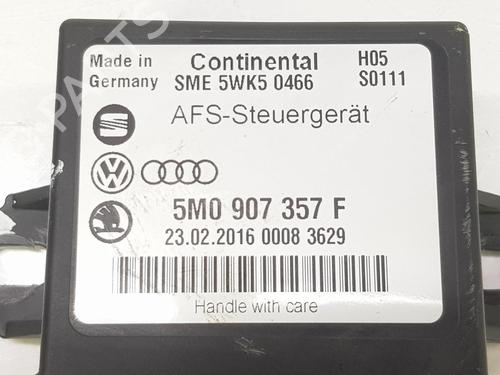 Made in Continental H05
Germany SME 5WK5 0466 S0111
AFS-Steuergerät
5M0 907 357 F
23.02.2016 0008 3629
Handle with care